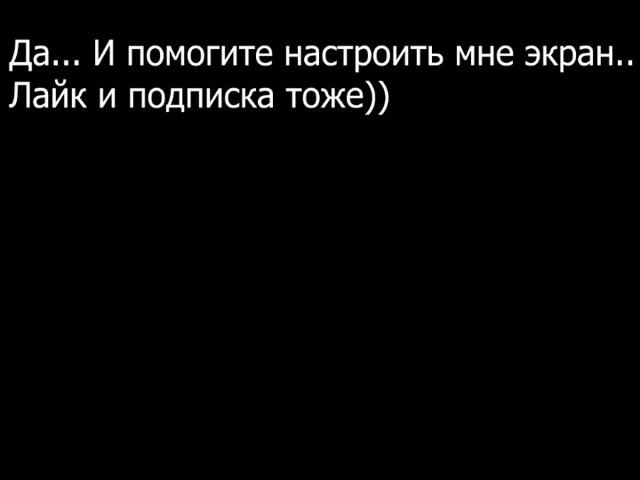 Да... И помогите настроить мне экран..
Лайк и подписка тоже))